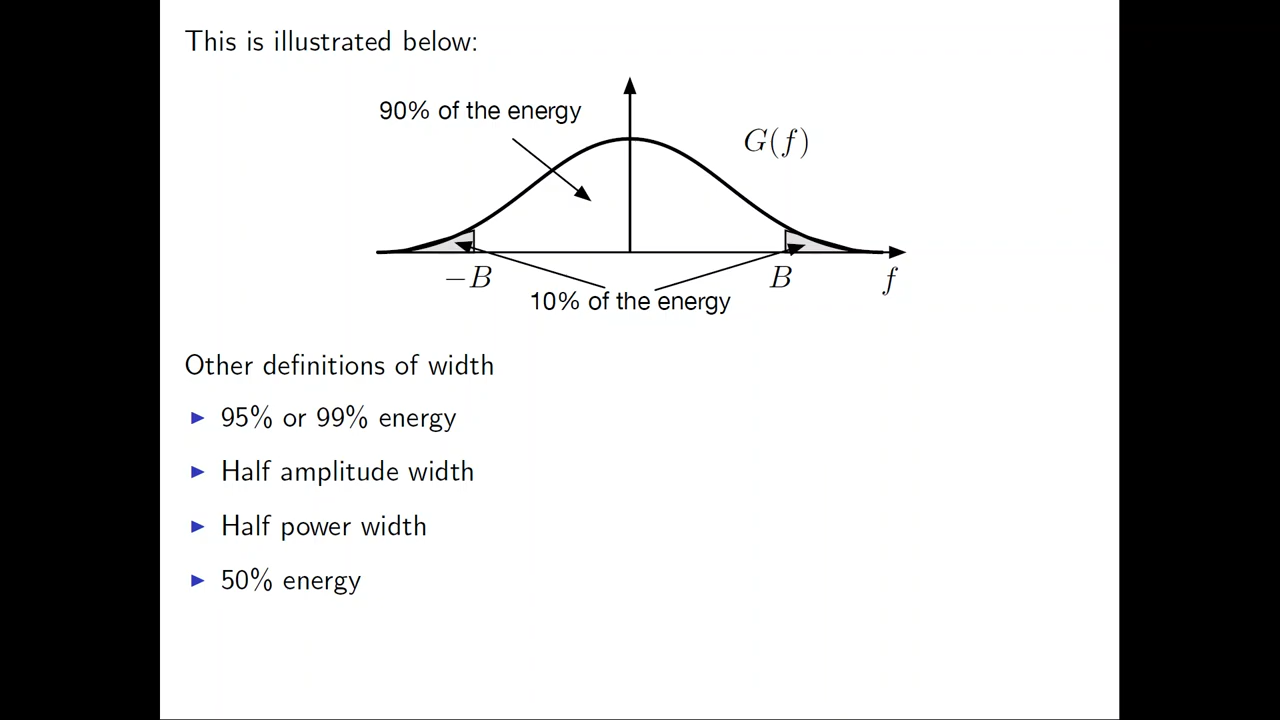 This is illustrated below:
90% of the energy
G(f)
−B
B
f
10% of the energy
Other definitions of width
95% or 99% energy
Half amplitude width
Half power width
50% energy